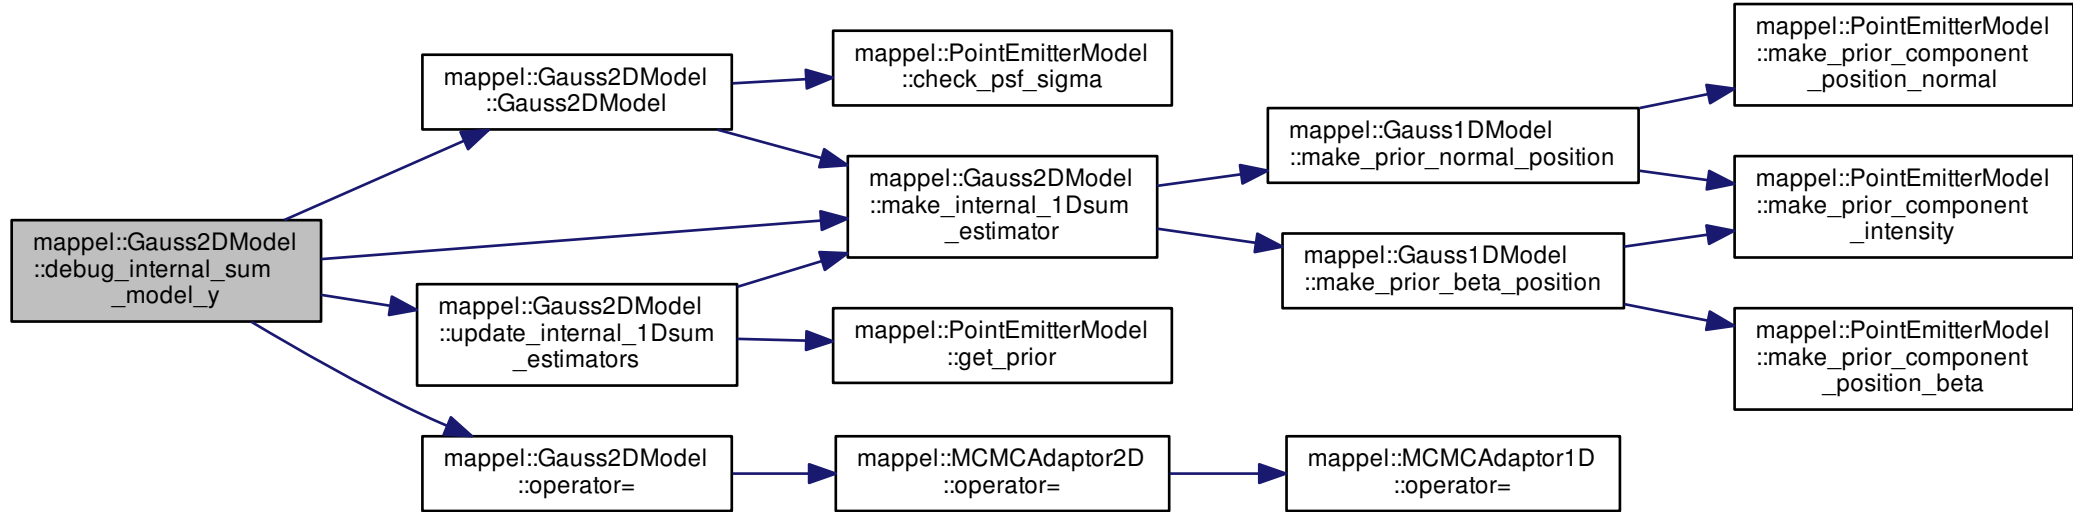 mappel::Gauss2DModel
::debug_internal_sum
_model_y
mappel::Gauss2DModel
::Gauss2DModel
mappel::Gauss2DModel
::update_internal_1Dsum
_estimators
mappel::Gauss2DModel
::operator=
mappel::PointEmitterModel
::check_psf_sigma
mappel::Gauss2DModel
::make_internal_1Dsum
_estimator
mappel::PointEmitterModel
::get_prior
mappel::MCMCAdaptor2D
::operator=
mappel::Gauss1DModel
::make_prior_normal_position
mappel::Gauss1DModel
::make_prior_beta_position
mappel::MCMCAdaptor1D
::operator=
mappel::PointEmitterModel
::make_prior_component
_position_normal
mappel::PointEmitterModel
::make_prior_component
_intensity
mappel::PointEmitterModel
::make_prior_component
_position_beta